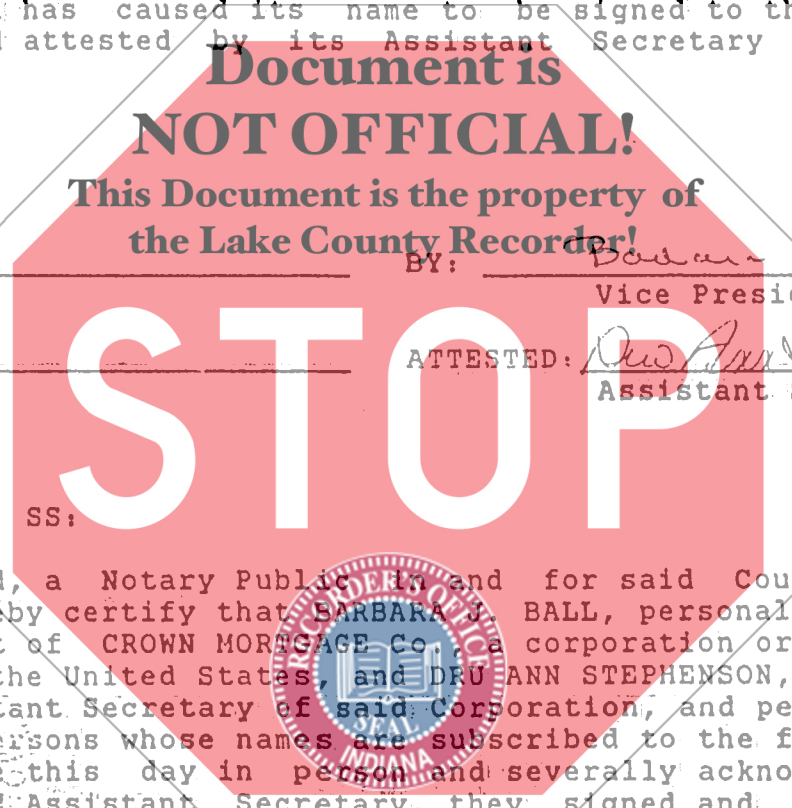 has caused its name to be signed to th
attested by its Assistant Secretary
Document is
NOT OFFICIAL!
This Document is the property of
the Lake County Recorder!
BY:
Vice Presi
STOP
ATTESTED: Dru Ann
Assistant
SS:
, a Notary Public in and for said Cou
by certify that BARBARA J. BALL, personal
t of CROWN MORTGAGE Co., a corporation or
the United States, and DRU ANN STEPHENSON,
tant Secretary of said Corporation, and pe
rsons whose names are subscribed to the f
this day in person and severally ackno
Assistant Secretary, they signed and
RECORDER'S OFFICE
SEAL
INDIANA